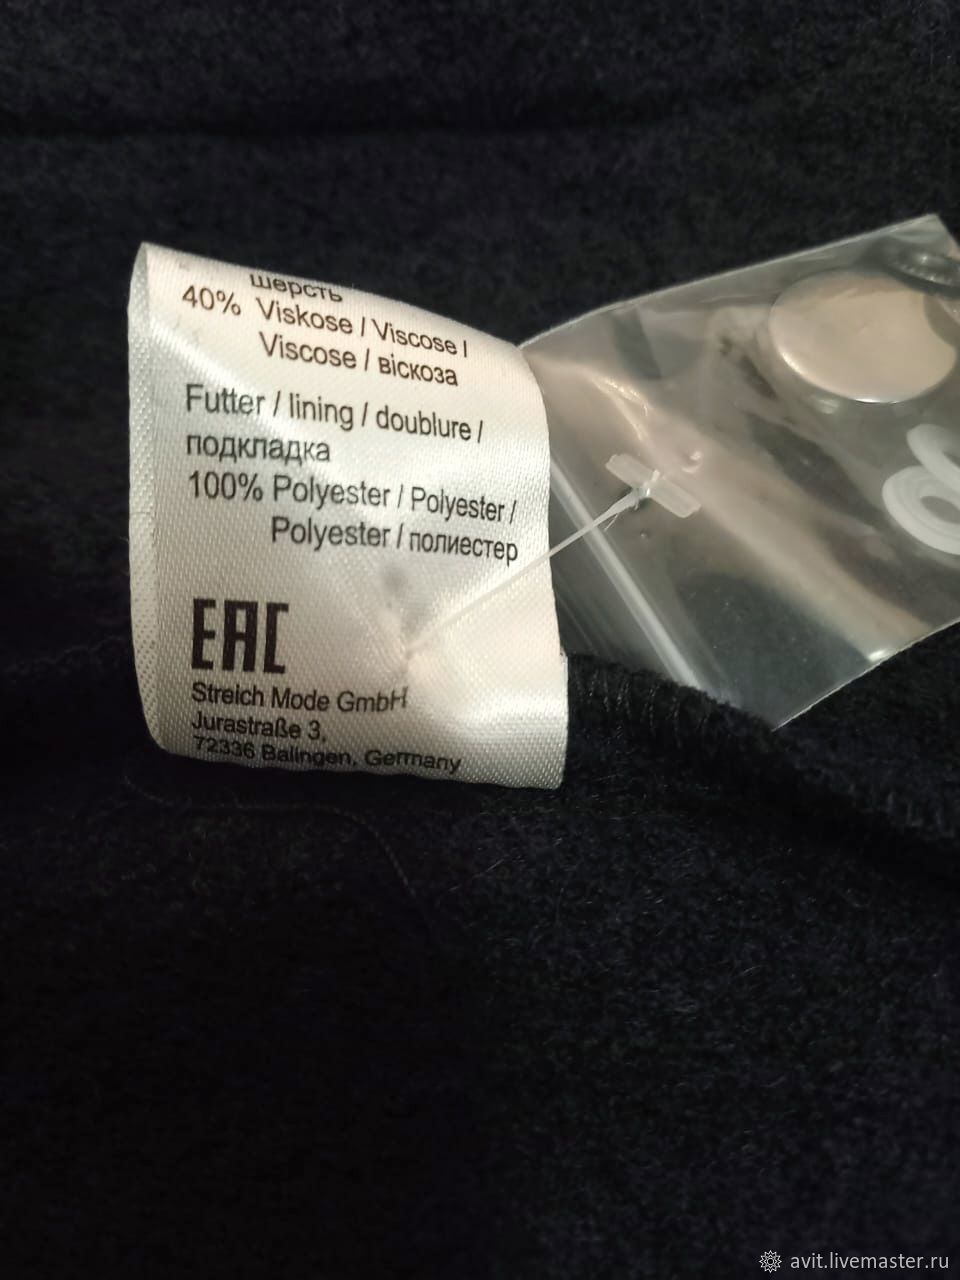 шерсть
40% Viskose / Viscose /
Viscose / віскоза
Futter / lining / doublure /
подкладка
100% Polyester / Polyester /
Polyester / полиестер
EAC
Streich Mode GmbH
Jurastraße 3,
72336 Balingen, Germany
avit.livemaster.ru